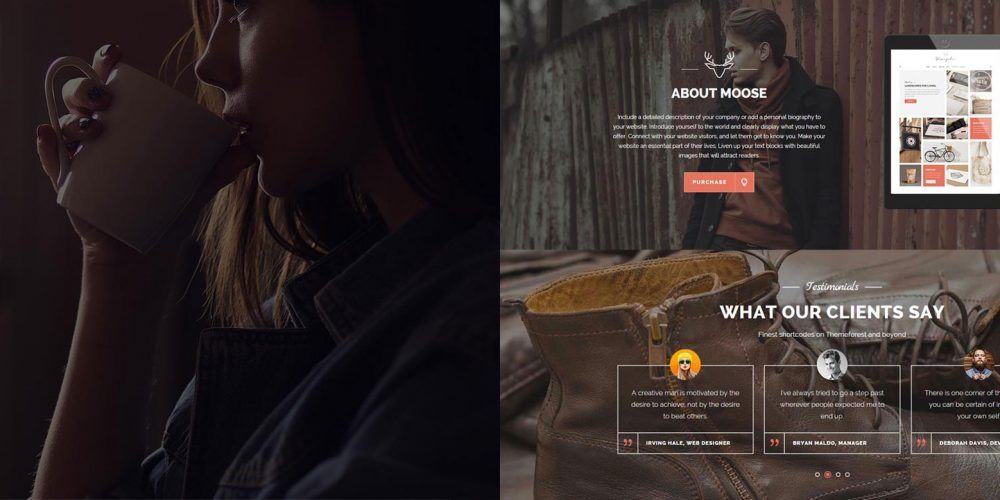 ABOUT MOOSE
Include a detailed description of your company or add a personal biography to
your website. Introduce yourself to the world and clearly display what you have to
offer. Connect with your website visitors, and let them get to know you. Make your
website an essential part of their lives. Liven up your text blocks with beautiful
images that will attract readers.
PURCHASE
Testimonials
WHAT OUR CLIENTS SAY
Finest shortcodes on Themeforest and beyond
A creative man is motivated by the
desire to achieve, not by the desire
to beat others.
IRVING HALE, WEB DESIGNER
I've always tried to go a step past
wherever people expected me to
end up.
BRYAN MALDO, MANAGER
There is one corner of th
you can be certain of i
your own self
DEBORAH DAVIS, DEV